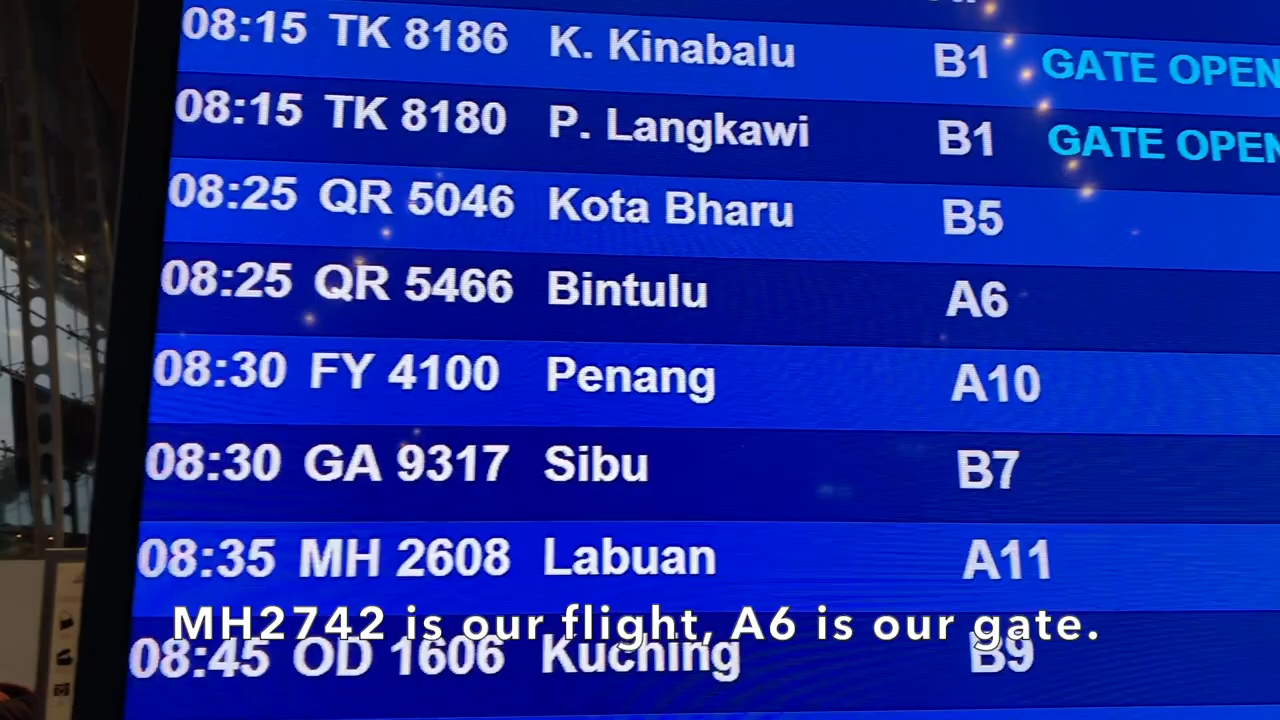 08:15 TK 8186 K. Kinabalu B1 GATE OPEN
08:15 TK 8180 P. Langkawi B1 GATE OPEN
08:25 QR 5046 Kota Bharu B5
08:25 QR 5466 Bintulu A6
08:30 FY 4100 Penang A10
08:30 GA 9317 Sibu B7
08:35 MH 2608 Labuan A11
MH2742 is our flight, A6 is our gate.
08:45 OD 1606 Kuching B9